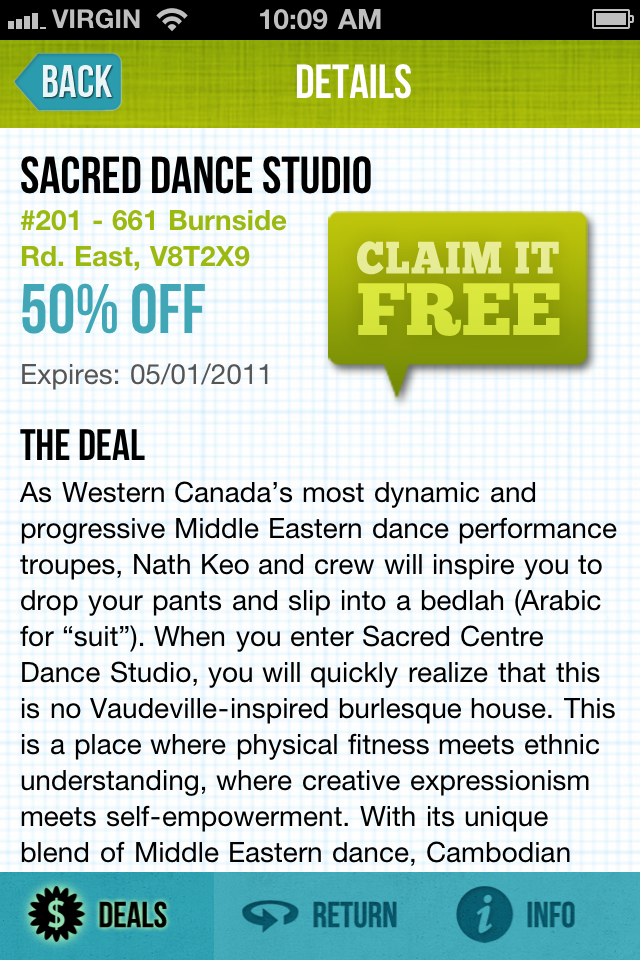 VIRGIN 10:09 AM
BACK DETAILS
SACRED DANCE STUDIO
#201 - 661 Burnside
Rd. East, V8T2X9
50% OFF
Expires: 05/01/2011
CLAIM IT
FREE
THE DEAL
As Western Canada’s most dynamic and
progressive Middle Eastern dance performance
troupes, Nath Keo and crew will inspire you to
drop your pants and slip into a bedlah (Arabic
for “suit”). When you enter Sacred Centre
Dance Studio, you will quickly realize that this
is no Vaudeville-inspired burlesque house. This
is a place where physical fitness meets ethnic
understanding, where creative expressionism
meets self-empowerment. With its unique
blend of Middle Eastern dance, Cambodian
$ DEALS RETURN i INFO